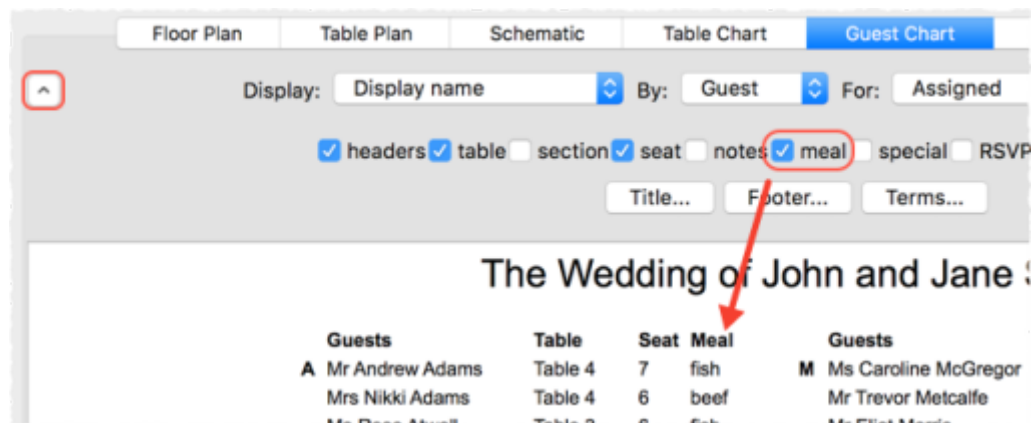 Floor Plan Table Plan Schematic Table Chart Guest Chart
Display: Display name By: Guest For: Assigned
headers table section seat notes meal special RSVP
Title... Footer... Terms...
The Wedding of John and Jane
Guests Table Seat Meal Guests
A Mr Andrew Adams Table 4 7 fish M Ms Caroline McGregor
Mrs Nikki Adams Table 4 6 beef Mr Trevor Metcalfe